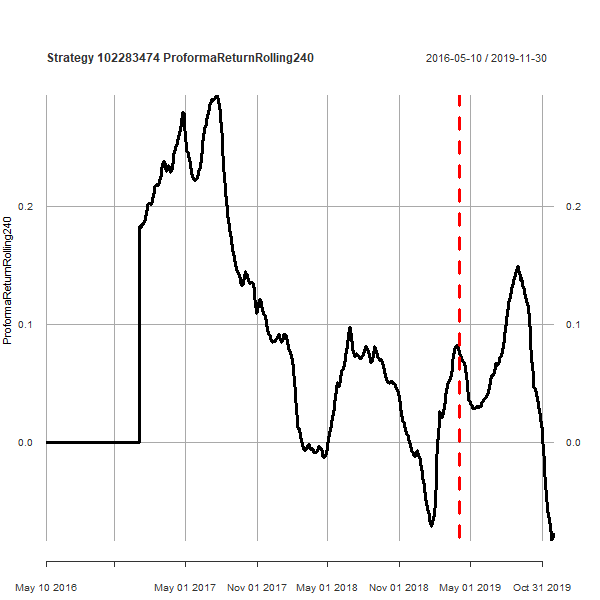 Strategy 102283474 ProformaReturnRolling240
2016-05-10 / 2019-11-30
ProformaReturnRolling240
0.2
0.1
0.0
0.2
0.1
0.0
May 10 2016
May 01 2017
Nov 01 2017
May 01 2018
Nov 01 2018
May 01 2019
Oct 31 2019